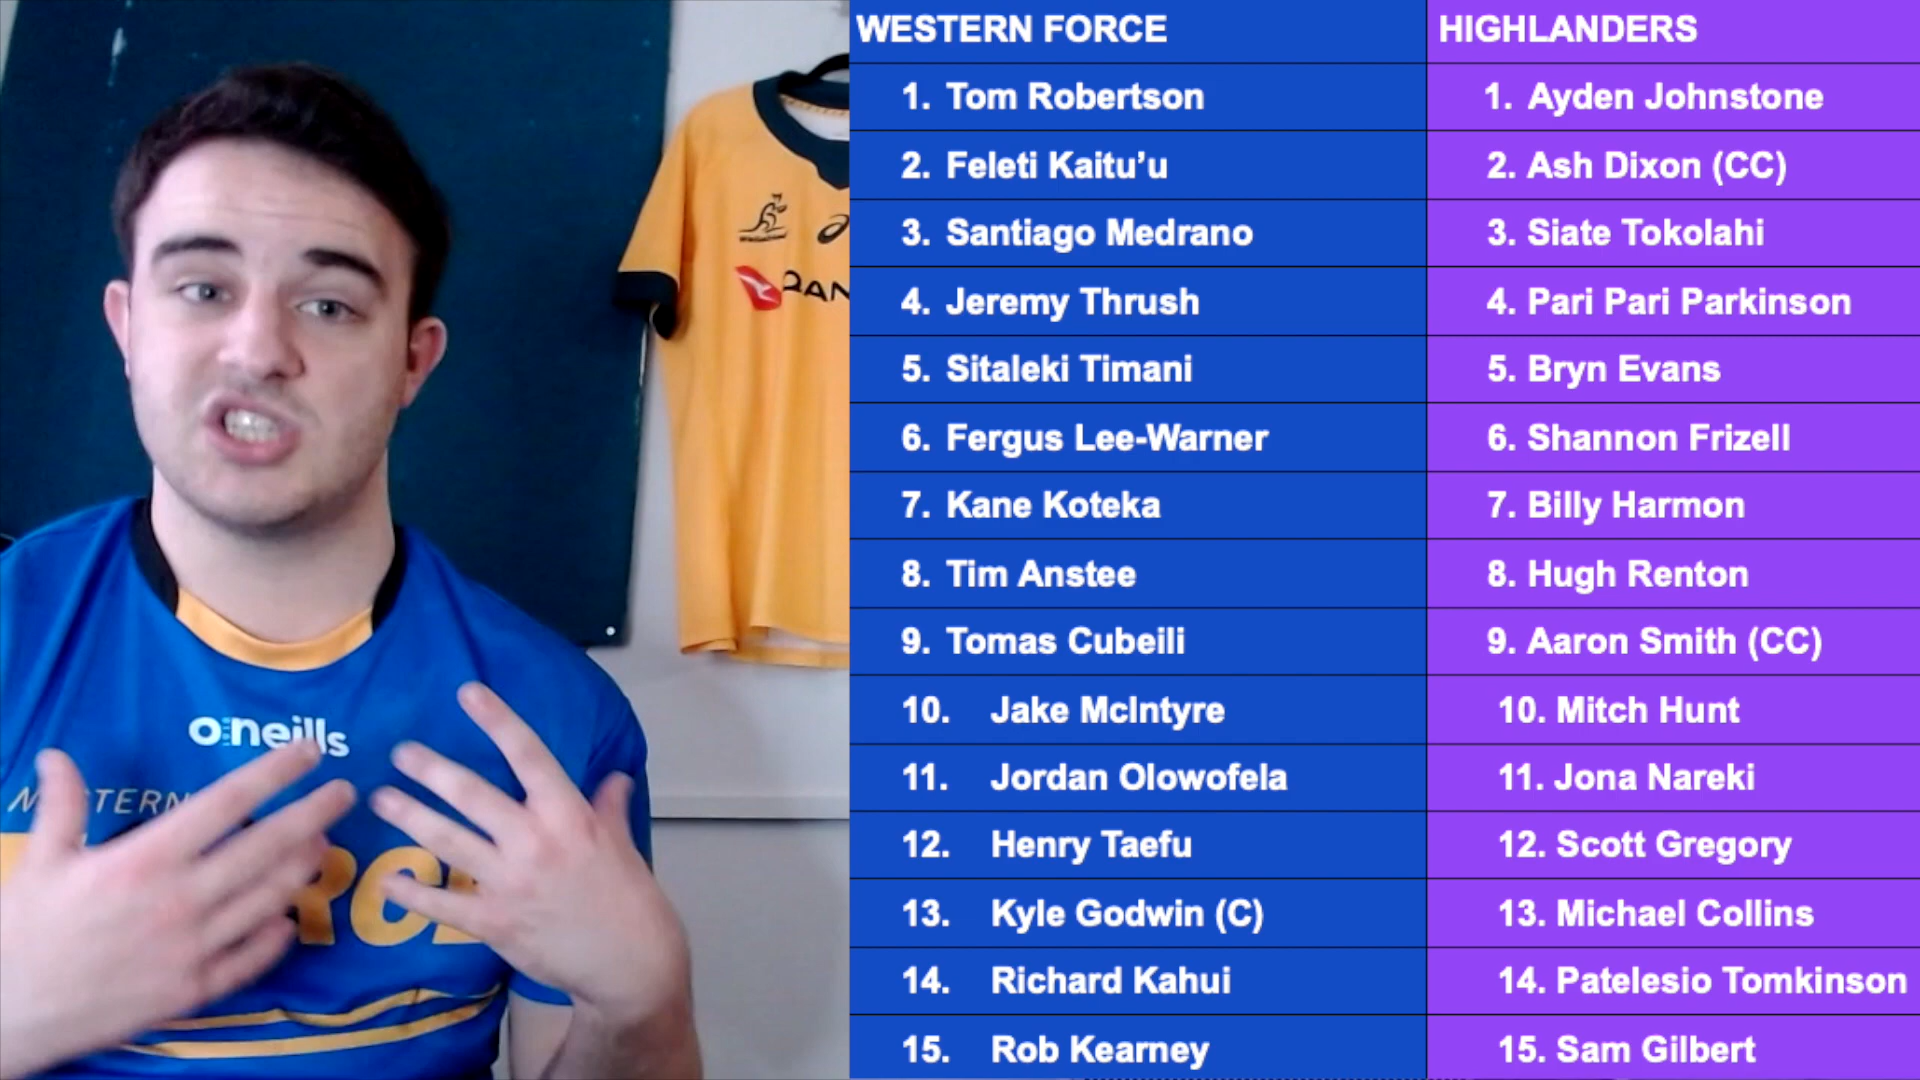 WESTERN FORCE
1. Tom Robertson
2. Feleti Kaitu’u
3. Santiago Medrano
4. Jeremy Thrush
5. Sitaleki Timani
6. Fergus Lee-Warner
7. Kane Koteka
8. Tim Anstee
9. Tomas Cubeili
10. Jake McIntyre
11. Jordan Olowofela
12. Henry Taefu
13. Kyle Godwin (C)
14. Richard Kahui
15. Rob Kearney
HIGHLANDERS
1. Ayden Johnstone
2. Ash Dixon (CC)
3. Siate Tokolahi
4. Pari Pari Parkinson
5. Bryn Evans
6. Shannon Frizell
7. Billy Harmon
8. Hugh Renton
9. Aaron Smith (CC)
10. Mitch Hunt
11. Jona Nareki
12. Scott Gregory
13. Michael Collins
14. Patelesio Tomkinson
15. Sam Gilbert
o'neills